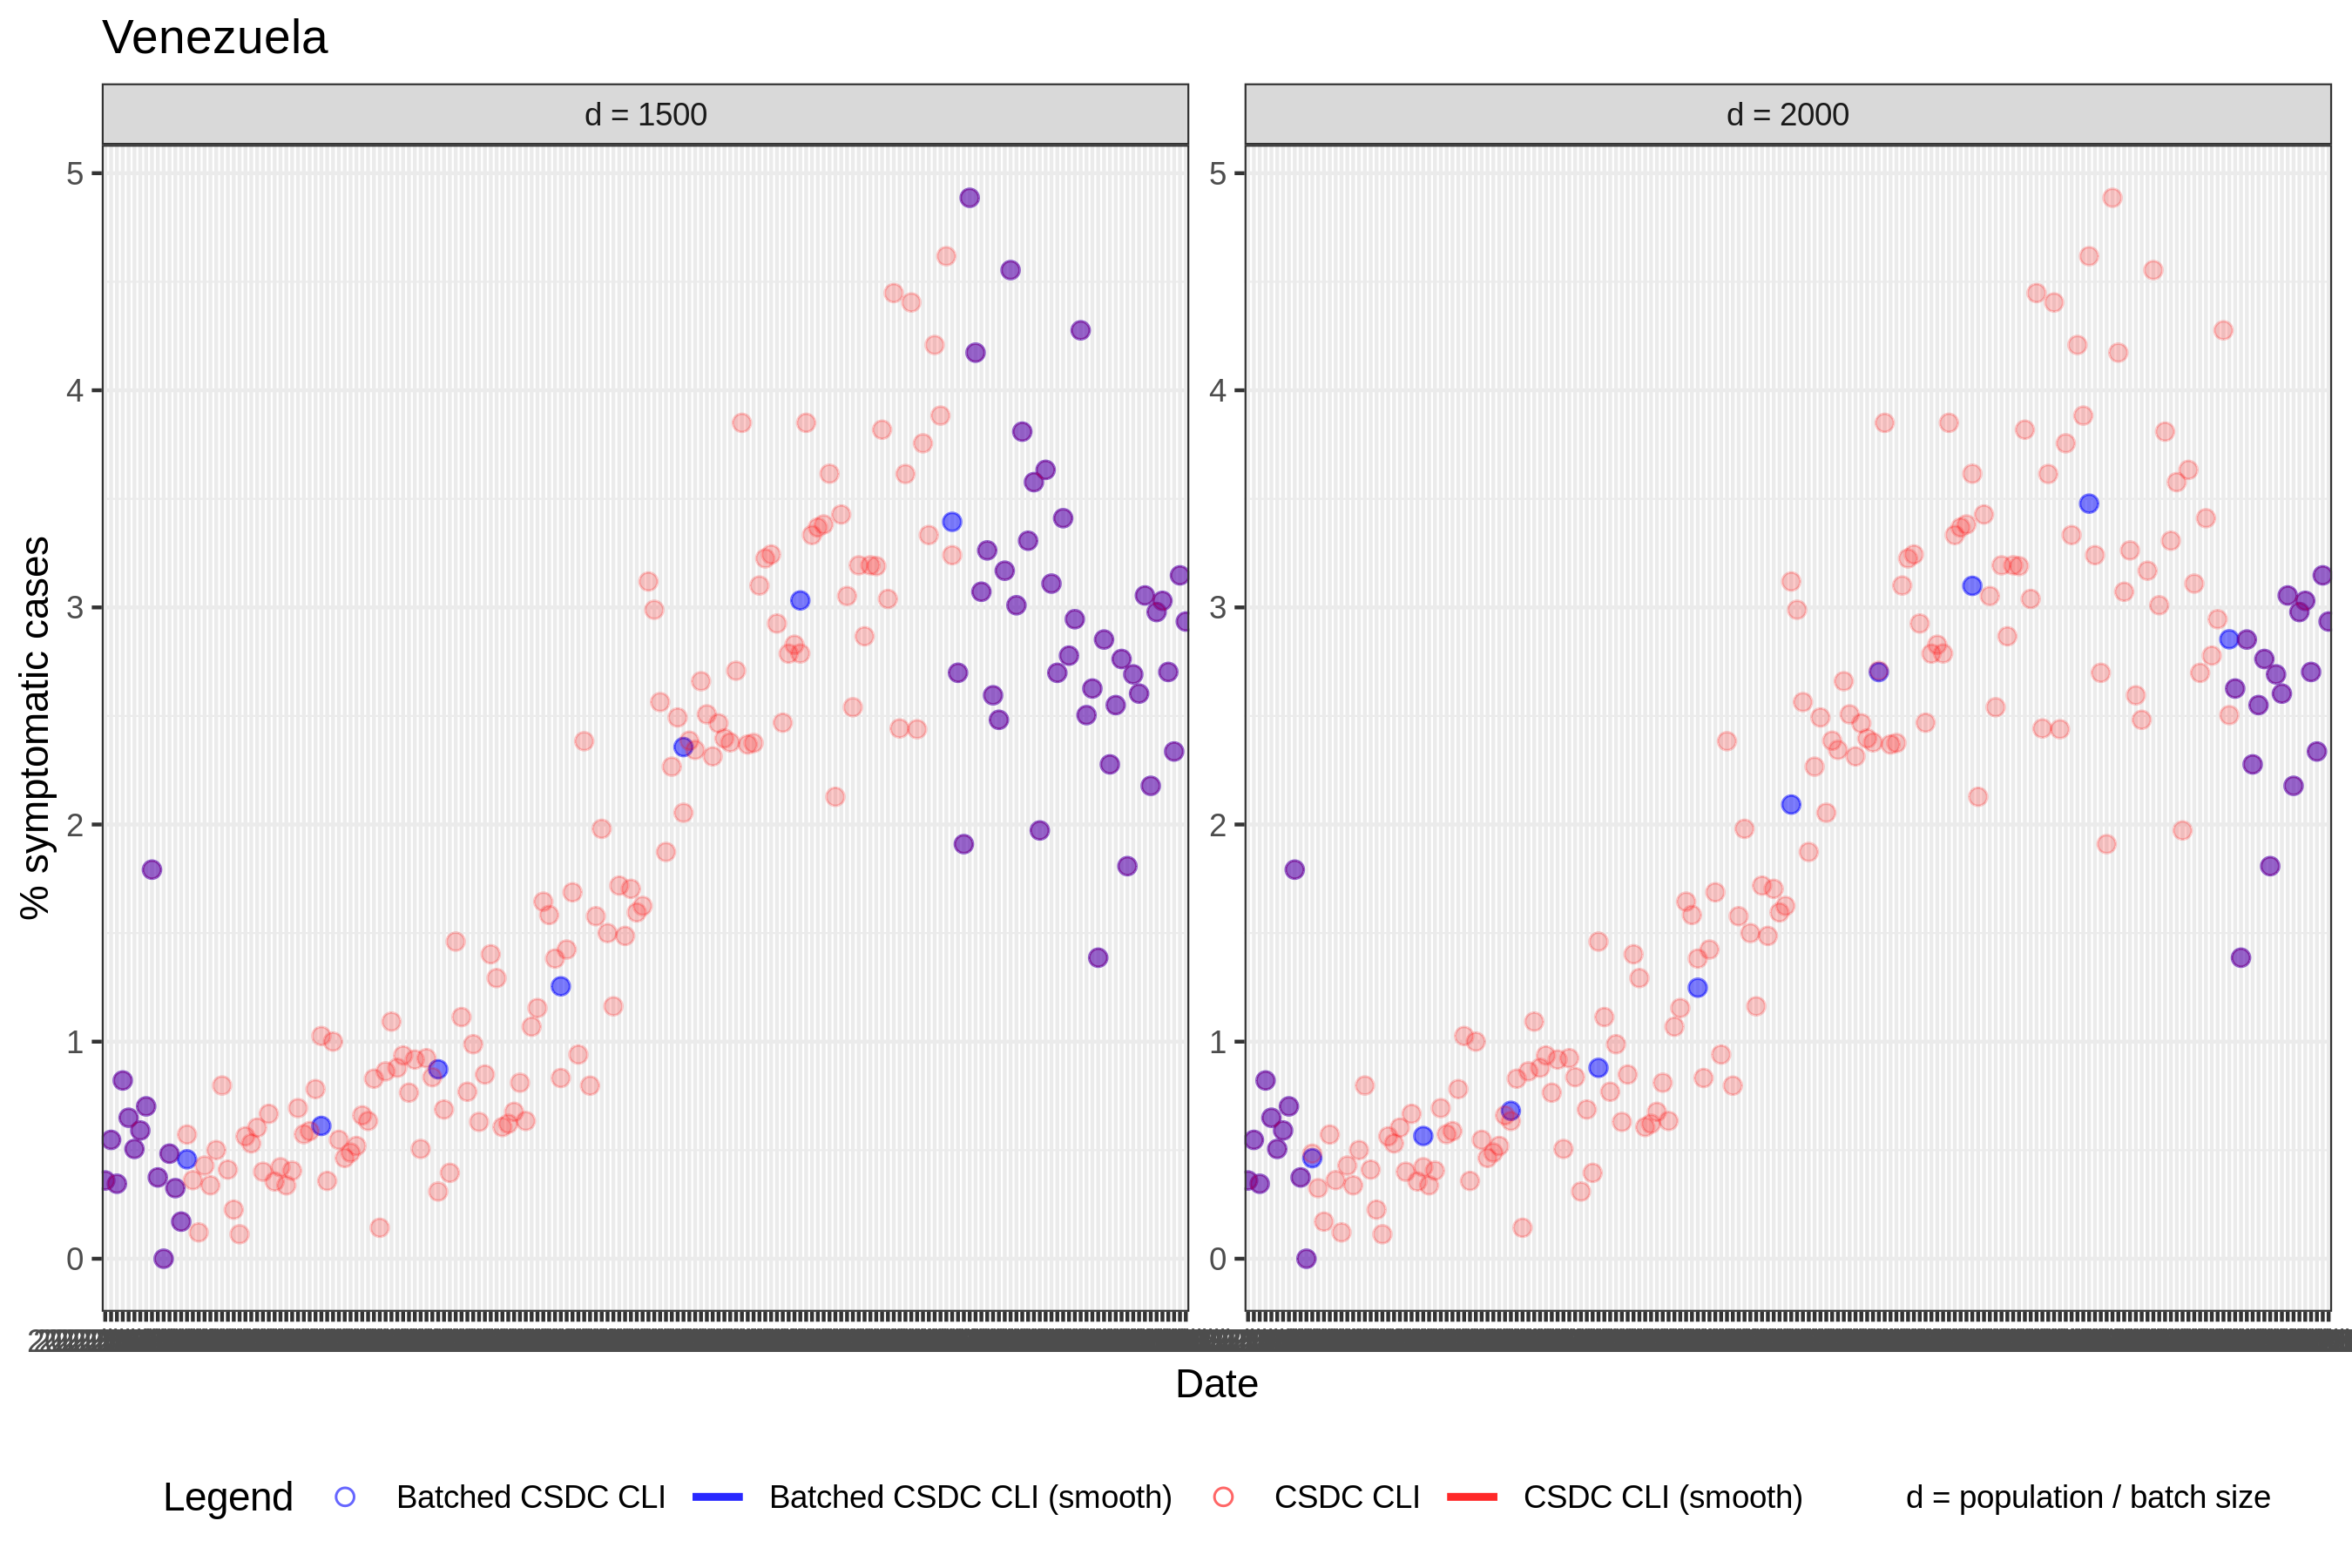 Venezuela
d = 1500
d = 2000
% symptomatic cases
5
4
3
2
1
0
5
4
3
2
1
0
Date
Legend
Batched CSDC CLI
Batched CSDC CLI (smooth)
CSDC CLI
CSDC CLI (smooth)
d = population / batch size